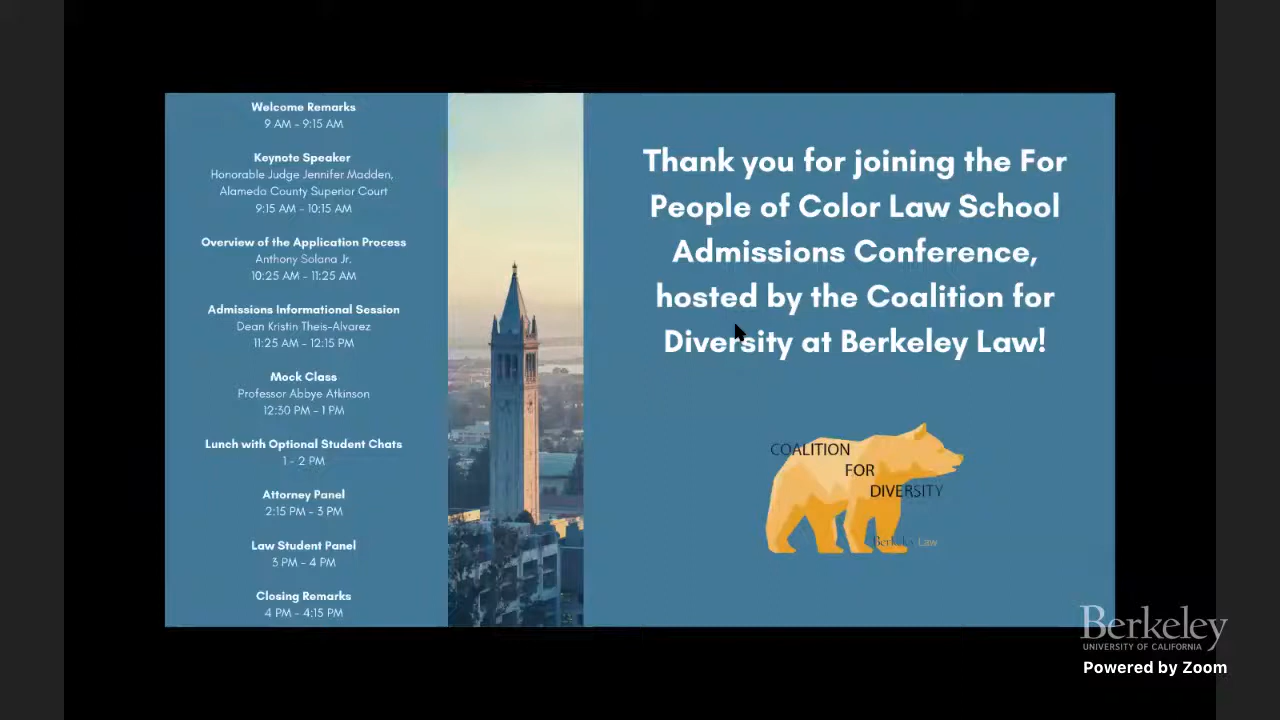 Welcome Remarks
9 AM - 9:15 AM
Keynote Speaker
Honorable Judge Jennifer Madden,
Alameda County Superior Court
9:15 AM - 10:15 AM
Overview of the Application Process
Anthony Solana Jr.
10:25 AM - 11:25 AM
Admissions Informational Session
Dean Kristin Theis-Alvarez
11:25 AM - 12:15 PM
Mock Class
Professor Abbye Atkinson
12:30 PM - 1 PM
Lunch with Optional Student Chats
1 - 2 PM
Attorney Panel
2:15 PM - 3 PM
Law Student Panel
3 PM - 4 PM
Closing Remarks
4 PM - 4:15 PM
Thank you for joining the For
People of Color Law School
Admissions Conference,
hosted by the Coalition for
Diversity at Berkeley Law!
COALITION
FOR
DIVERSITY
Berkeley Law
Berkeley
UNIVERSITY OF CALIFORNIA
Powered by Zoom